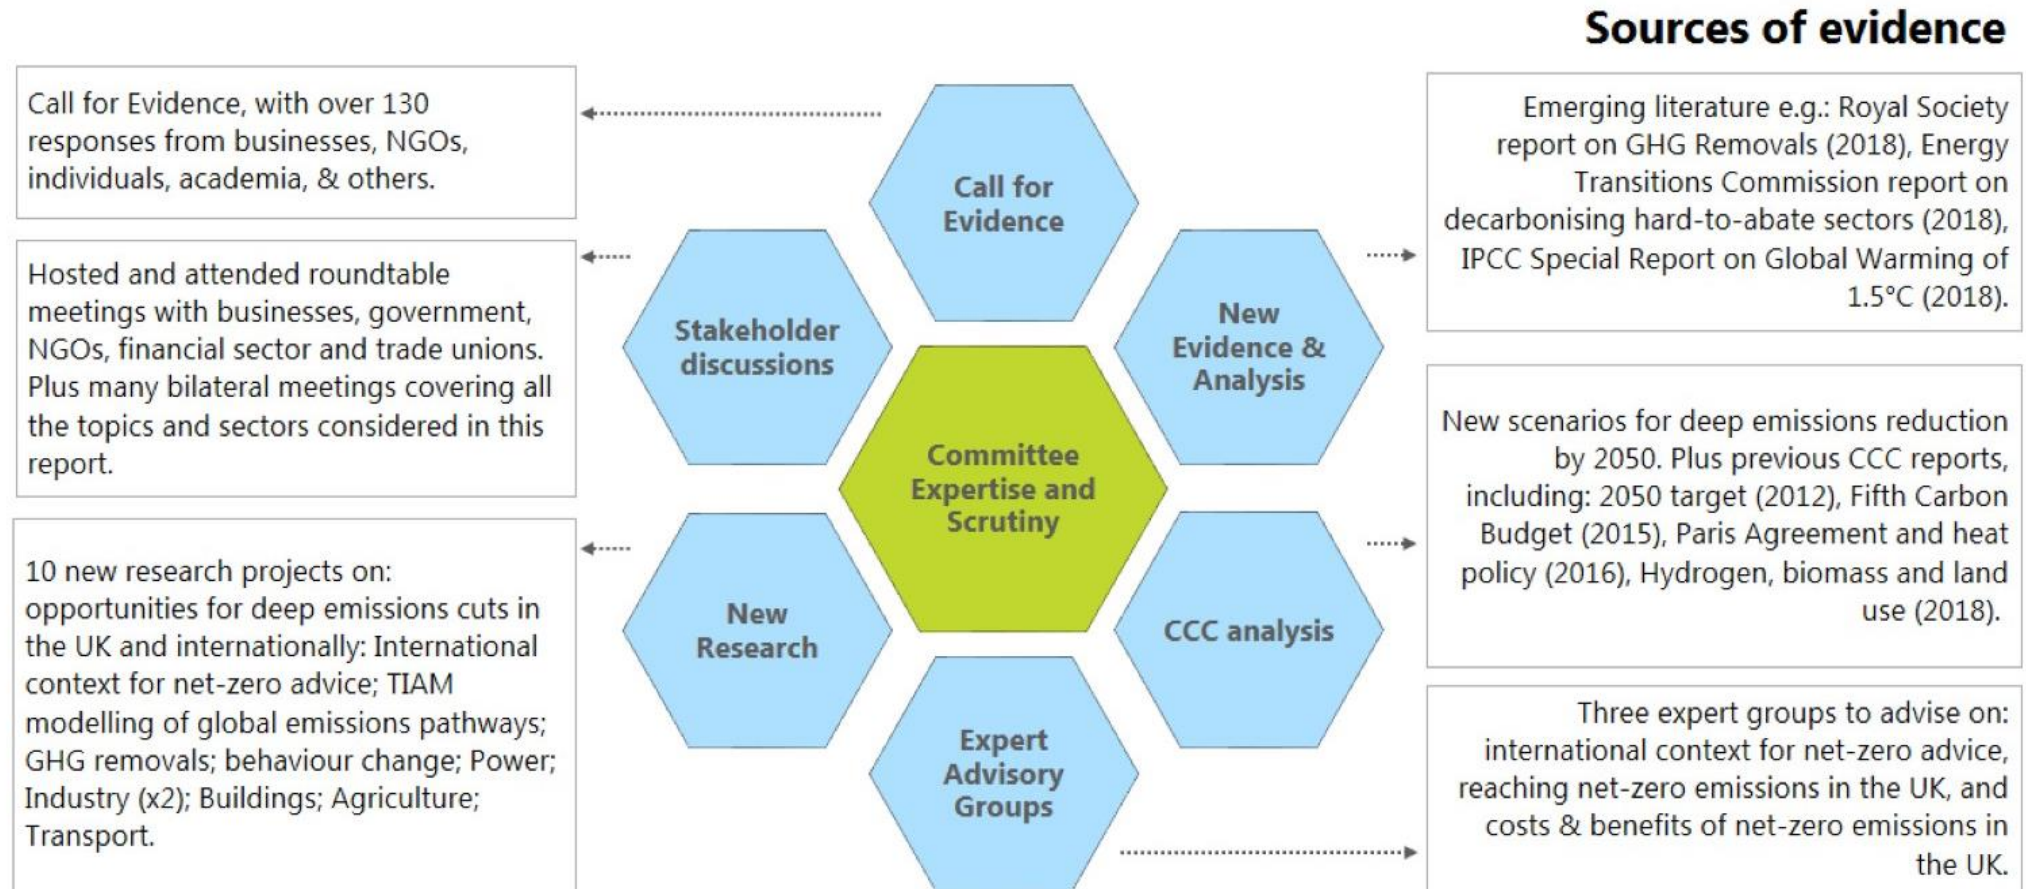 Sources of evidence
Call for Evidence, with over 130
responses from businesses, NGOs,
individuals, academia, & others.
Hosted and attended roundtable
meetings with businesses, government,
NGOs, financial sector and trade unions.
Plus many bilateral meetings covering all
the topics and sectors considered in this
report.
10 new research projects on:
opportunities for deep emissions cuts in
the UK and internationally: International
context for net-zero advice; TIAM
modelling of global emissions pathways;
GHG removals; behaviour change; Power;
Industry (x2); Buildings; Agriculture;
Transport.
Call for
Evidence
Stakeholder
discussions
New
Evidence &
Analysis
Committee
Expertise and
Scrutiny
New
Research
CCC analysis
Expert
Advisory
Groups
Emerging literature e.g.: Royal Society
report on GHG Removals (2018), Energy
Transitions Commission report on
decarbonising hard-to-abate sectors (2018),
IPCC Special Report on Global Warming of
1.5°C (2018).
New scenarios for deep emissions reduction
by 2050. Plus previous CCC reports,
including: 2050 target (2012), Fifth Carbon
Budget (2015), Paris Agreement and heat
policy (2016), Hydrogen, biomass and land
use (2018).
Three expert groups to advise on:
international context for net-zero advice,
reaching net-zero emissions in the UK, and
costs & benefits of net-zero emissions in
the UK.